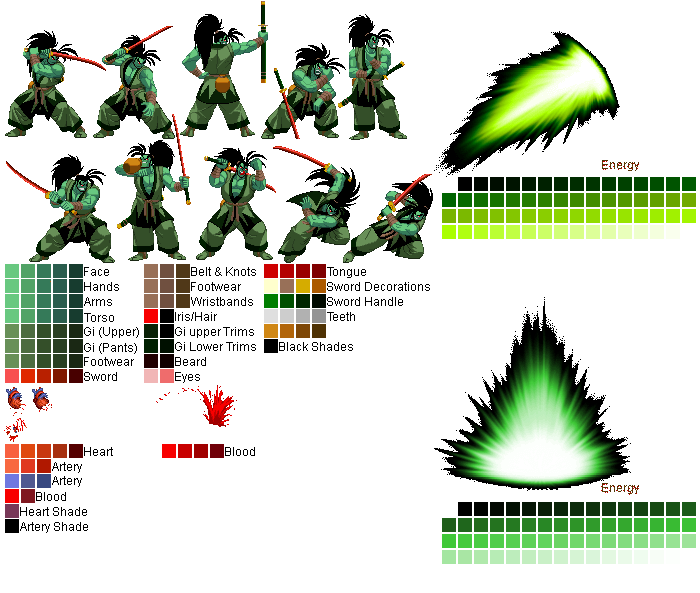 Energy
Face Belt & Knots Tongue
Hands Footwear Sword Decorations
Arms Wristbands Sword Handle
Torso Iris/Hair Teeth
Gi (Upper) Gi upper Trims
Gi (Pants) Gi Lower Trims Black Shades
Footwear Beard
Sword Eyes
Heart Blood
Artery
Artery
Blood
Heart Shade
Artery Shade
Energy